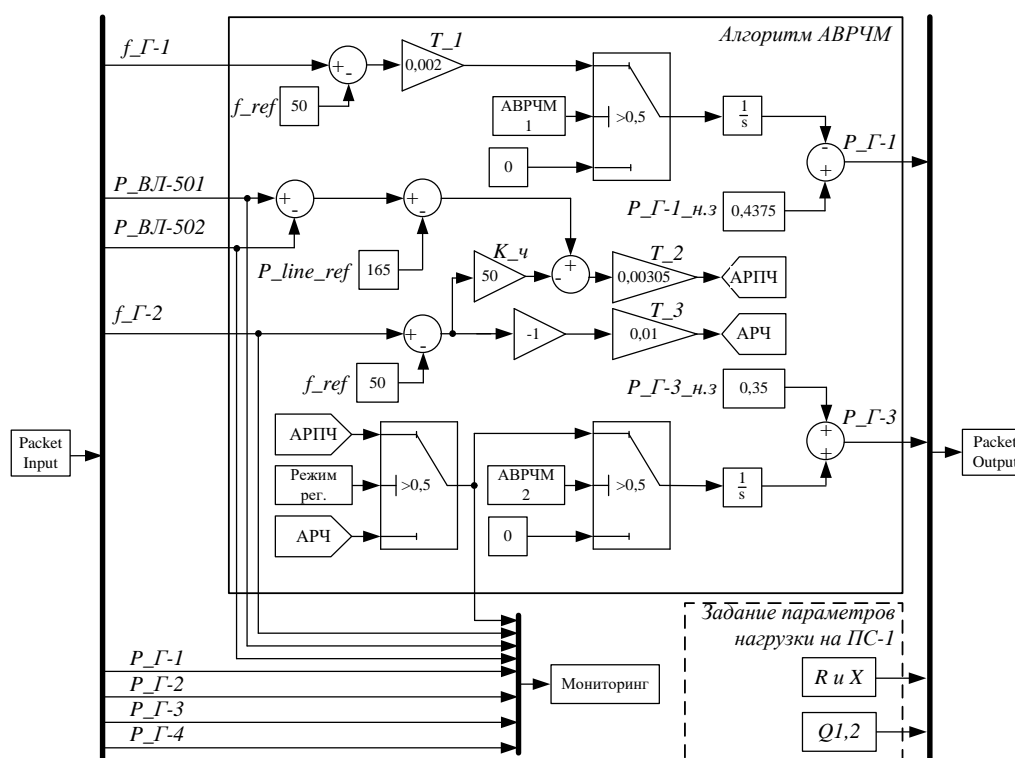 Алгоритм АВРЧМ
f_Г-1
T_1
+
-
0,002
f_ref
50
АВРЧМ
1
>0,5
1
s
0
-
+
P_Г-1
P_ВЛ-501
+
-
+
-
P_Г-1_н.з
0,4375
P_ВЛ-502
P_line_ref
165
K_ч
50
+
-
T_2
0,00305
АРПЧ
f_Г-2
+
-
-1
T_3
0,01
АРЧ
f_ref
50
P_Г-3_н.з
0,35
АРПЧ
P_Г-3
+
+
Packet
Input
Packet
Output
Режим
рег.
>0,5
АВРЧМ
2
>0,5
1
s
АРЧ
0
Задание параметров
нагрузки на ПС-1
P_Г-1
P_Г-2
P_Г-3
P_Г-4
Мониторинг
R и X
Q1,2